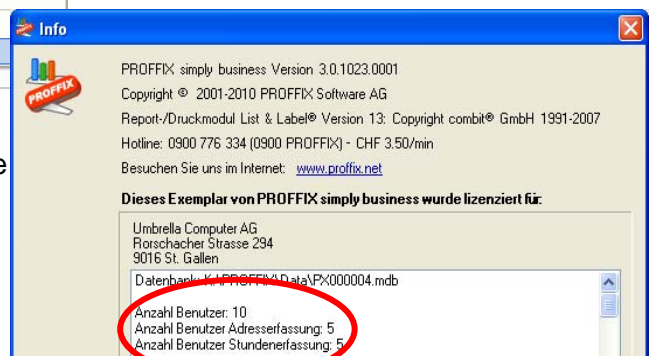 Info
PROFFIX
PROFFIX simply business Version 3.0.1023.0001
Copyright © 2001-2010 PROFFIX Software AG
Report-/Druckmodul List & Label® Version 13: Copyright combit® GmbH 1991-2007
Hotline: 0900 776 334 (0900 PROFFIX) - CHF 3.50/min
e
Besuchen Sie uns im Internet: www.proffix.net
Dieses Exemplar von PROFFIX simply business wurde lizenziert für:
Umbrella Computer AG
Rorschacher Strasse 294
9016 St. Gallen
Datenbank: K:\PROFFIX\Data\PX000004.mdb
Anzahl Benutzer: 10
Anzahl Benutzer Adresserfassung: 5
Anzahl Benutzer Stundenerfassung: 5